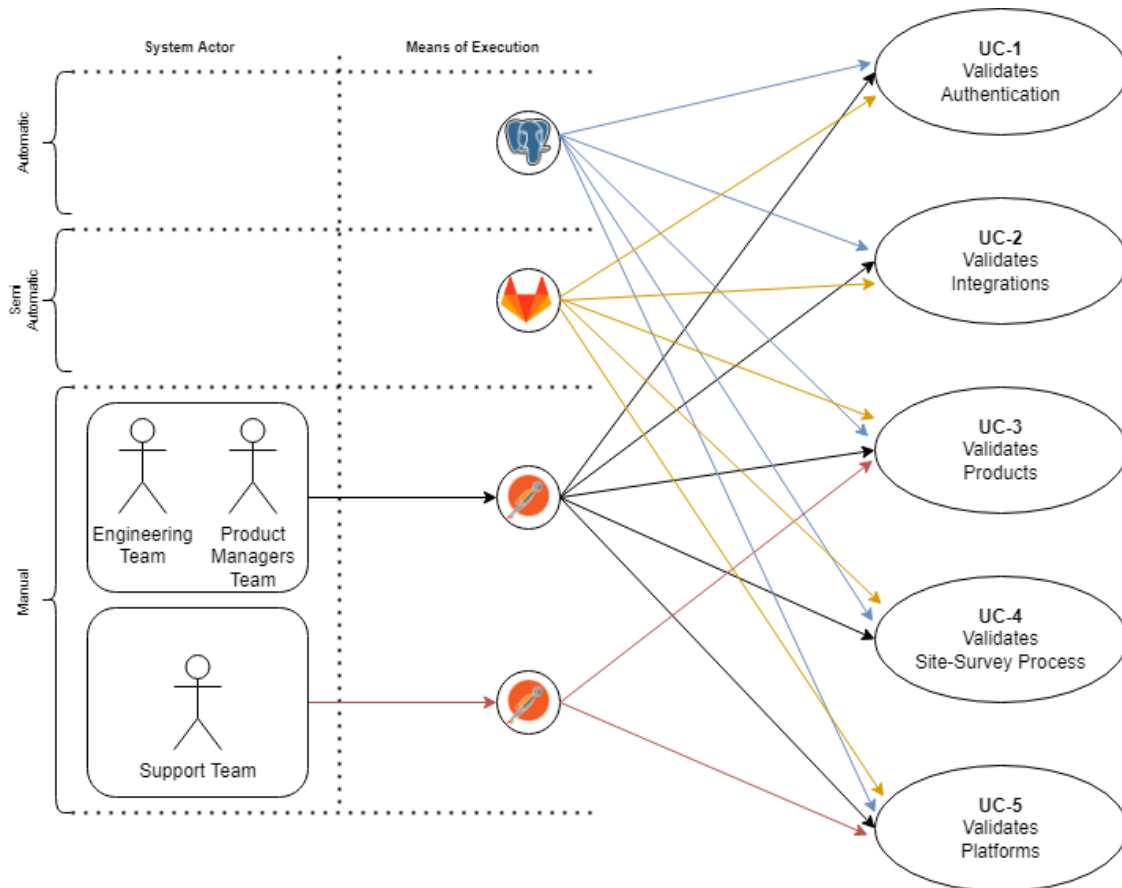 System Actor
Means of Execution
Automatic
Semi
Automatic
Manual
Engineering
Team
Product
Managers
Team
Support Team
UC-1
Validates
Authentication
UC-2
Validates
Integrations
UC-3
Validates
Products
UC-4
Validates
Site-Survey Process
UC-5
Validates
Platforms